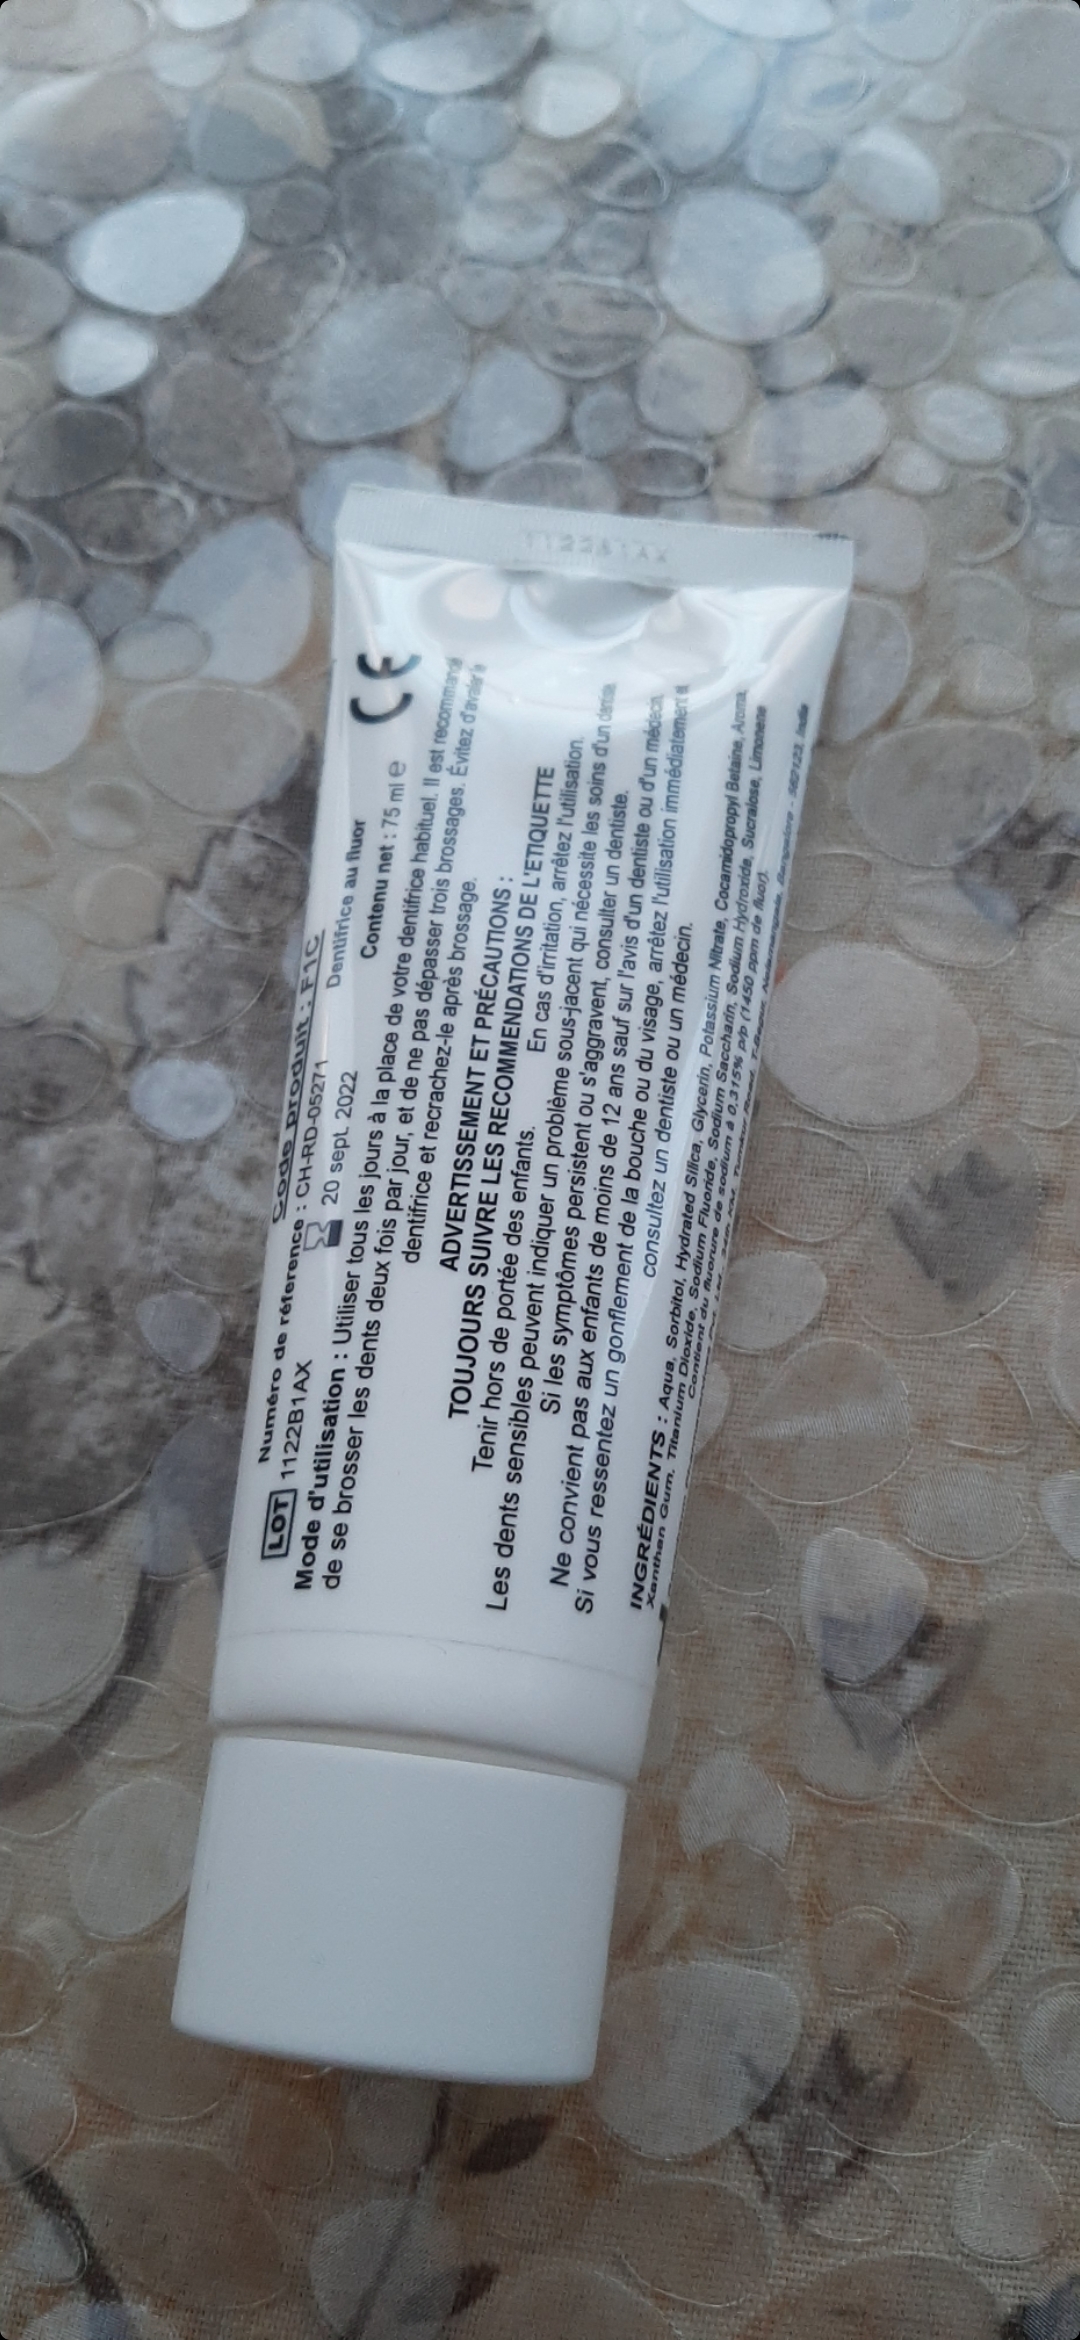 Code produit : F1C
Numéro de réference : CH-RD-05271 Dentifrice au fluor
LOT 1122B1AX 20 sept. 2022 Contenu net : 75 ml e CE
Mode d'utilisation : Utiliser tous les jours à la place de votre dentifrice habituel. Il est recommandé
de se brosser les dents deux fois par jour, et de ne pas dépasser trois brossages. Évitez d'avaler le
dentifrice et recrachez-le après brossage.
ADVERTISSEMENT ET PRÉCAUTIONS :
TOUJOURS SUIVRE LES RECOMMENDATIONS DE L'ETIQUETTE
Tenir hors de portée des enfants. En cas d'irritation, arrêtez l'utilisation.
Les dents sensibles peuvent indiquer un problème sous-jacent qui nécessite les soins d'un dentiste.
Si les symptômes persistent ou s'aggravent, consulter un dentiste.
Ne convient pas aux enfants de moins de 12 ans sauf sur l'avis d'un dentiste ou d'un médecin.
Si vous ressentez un gonflement de la bouche ou du visage, arrêtez l'utilisation immédiatement et
consultez un dentiste ou un médecin.
INGRÉDIENTS : Aqua, Sorbitol, Hydrated Silica, Glycerin, Potassium Nitrate, Cocamidopropyl Betaine, Aroma,
Xanthan Gum, Titanium Dioxide, Sodium Fluoride, Sodium Saccharin, Sodium Hydroxide, Sucralose, Limonene
Contient du fluorure de sodium à 0,315% p/p (1450 ppm de fluor).
Tumkur Road, T-Begur, Nelamangala, Bangalore - 562123, India